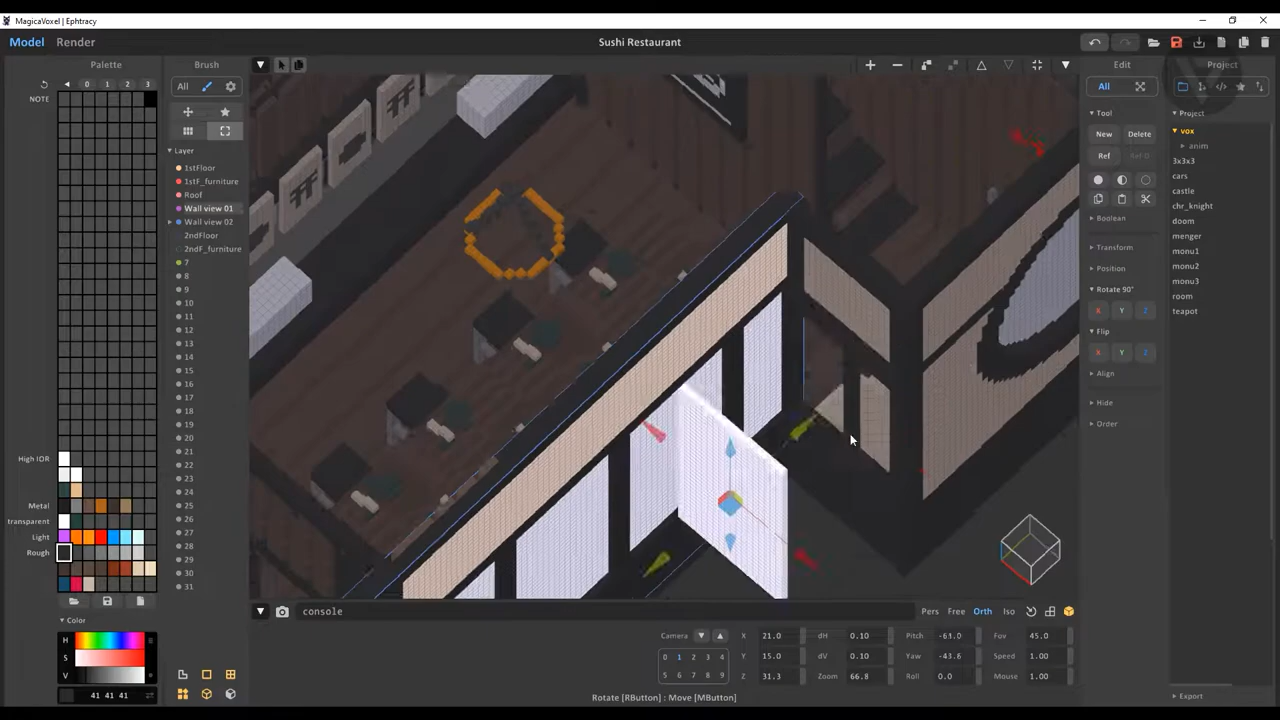 MagicaVoxel | Ephtracy
Model Render
Sushi Restaurant
Palette
0 1 2 3
NOTE
High IOR
Metal
transparent
Light
Rough
Color
H
S
V
41 41 41
Brush
All
Layer
1stFloor
1stF_furniture
Roof
Wall view 01
Wall view 02
2ndFloor
2ndF_furniture
7
8
9
10
11
12
13
14
15
16
17
18
19
20
21
22
23
24
25
26
27
28
29
30
31
console
Pers Free Orth Iso
Camera X 21.0 dH 0.10 Pitch -63.0 Fov 45.0
0 1 2 3 4 Y 15.0 dV 0.10 Yaw -43.6 Speed 1.00
5 6 7 8 9 Z 31.3 Zoom 66.8 Roll 0.0 Mouse 1.00
Rotate [RButton] : Move [MButton]
Edit
All
Tool
New Delete
Ref Ref-D
Boolean
Transform
Position
Rotate 90°
X Y Z
Flip
X Y Z
Align
Hide
Order
Project
Project
vox
anim
3x3x3
cars
castle
chr_knight
doom
menger
monu1
monu2
monu3
room
teapot
Export